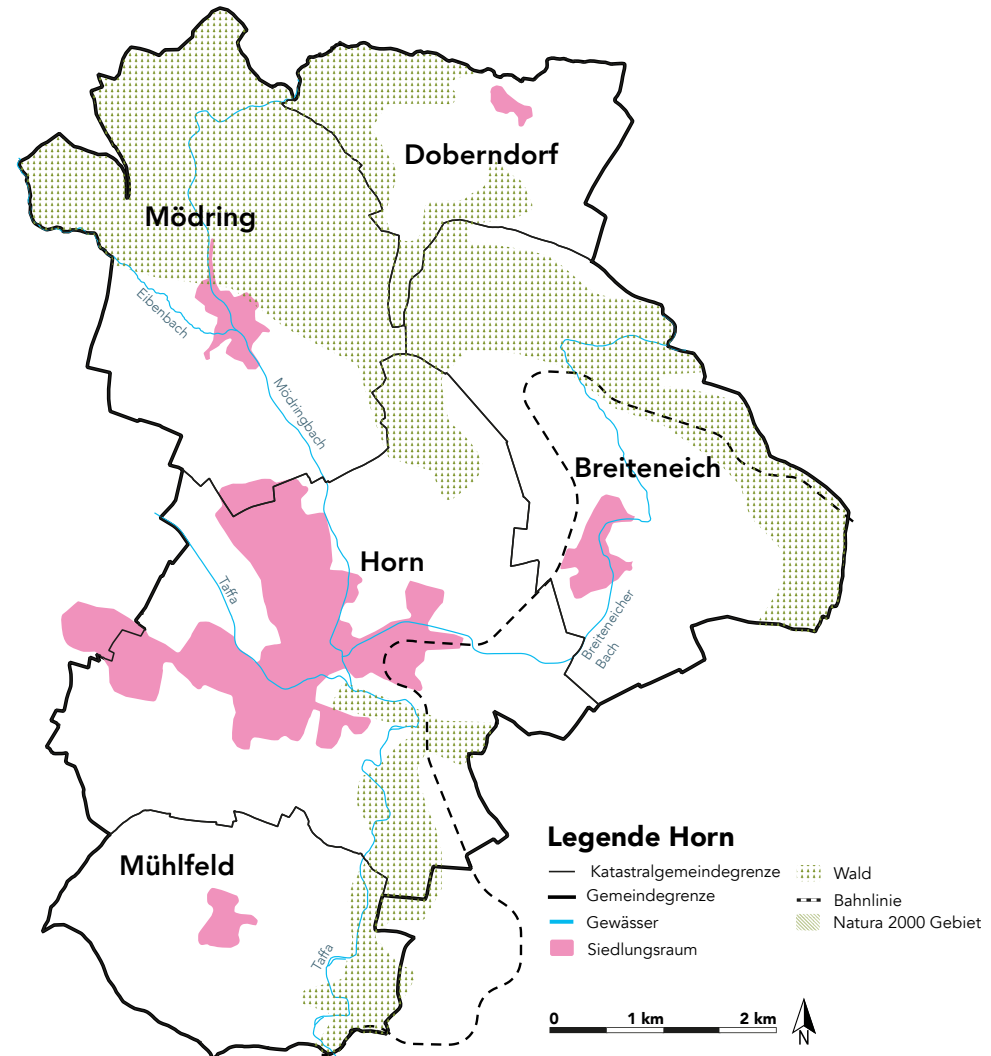 Doberndorf
Mödring
Eibenbach
Mödringbach
Breiteneich
Horn
Taffa
Breiteneicher
Bach
Mühlfeld
Taffa
Legende Horn
Katastralgemeindegrenze
Gemeindegrenze
Gewässer
Siedlungsraum
Wald
Bahnlinie
Natura 2000 Gebiet
0 1 km 2 km
N